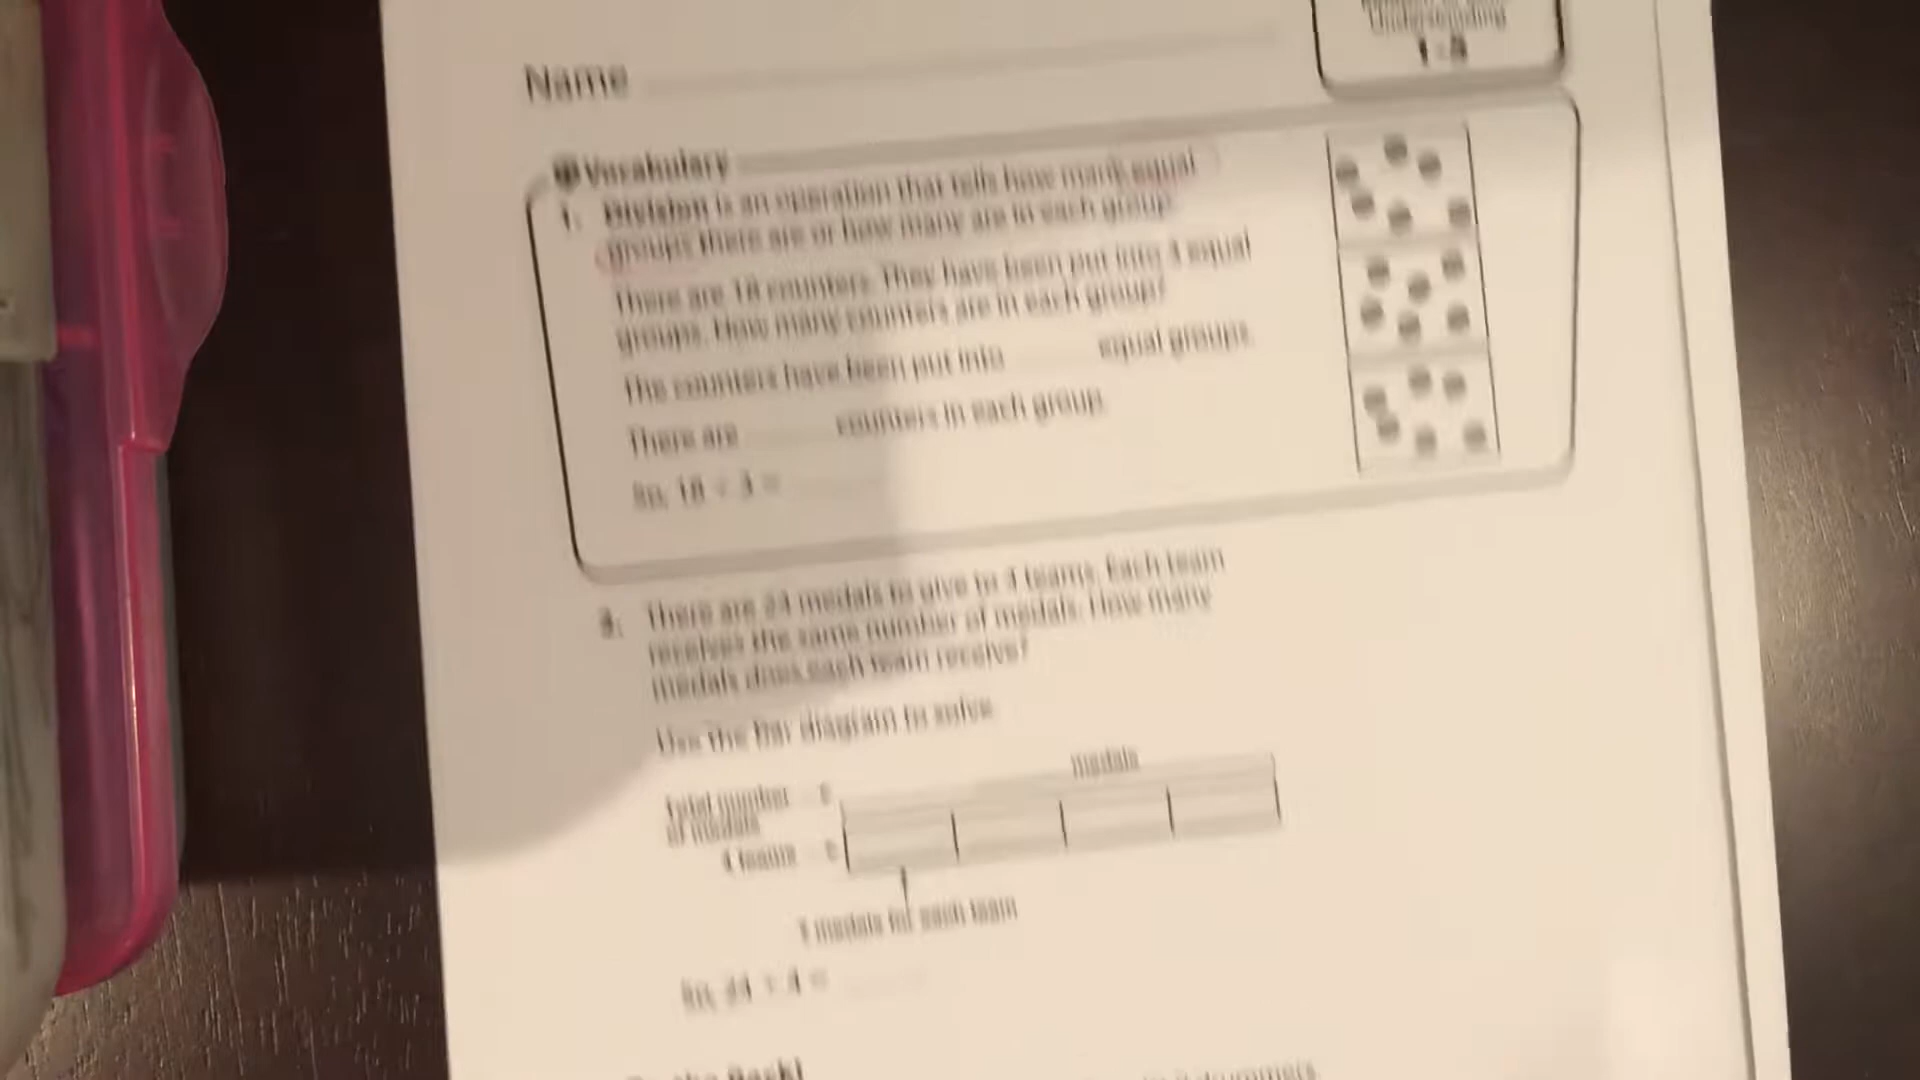 Understanding
1-4
Name
Vocabulary
1. Division is an operation that tells how many equal
groups there are or how many are in each group.
There are 18 counters. They have been put into 3 equal
groups. How many counters are in each group?
The counters have been put into equal groups.
There are counters in each group.
So, 18 ÷ 3 =
2. There are 24 medals to give to 4 teams. Each team
receives the same number of medals. How many
medals does each team receive?
Use the bar diagram to solve.
medals
Total number
of medals
4 teams
? medals for each team
So, 24 ÷ 4 =
Back!
drummers